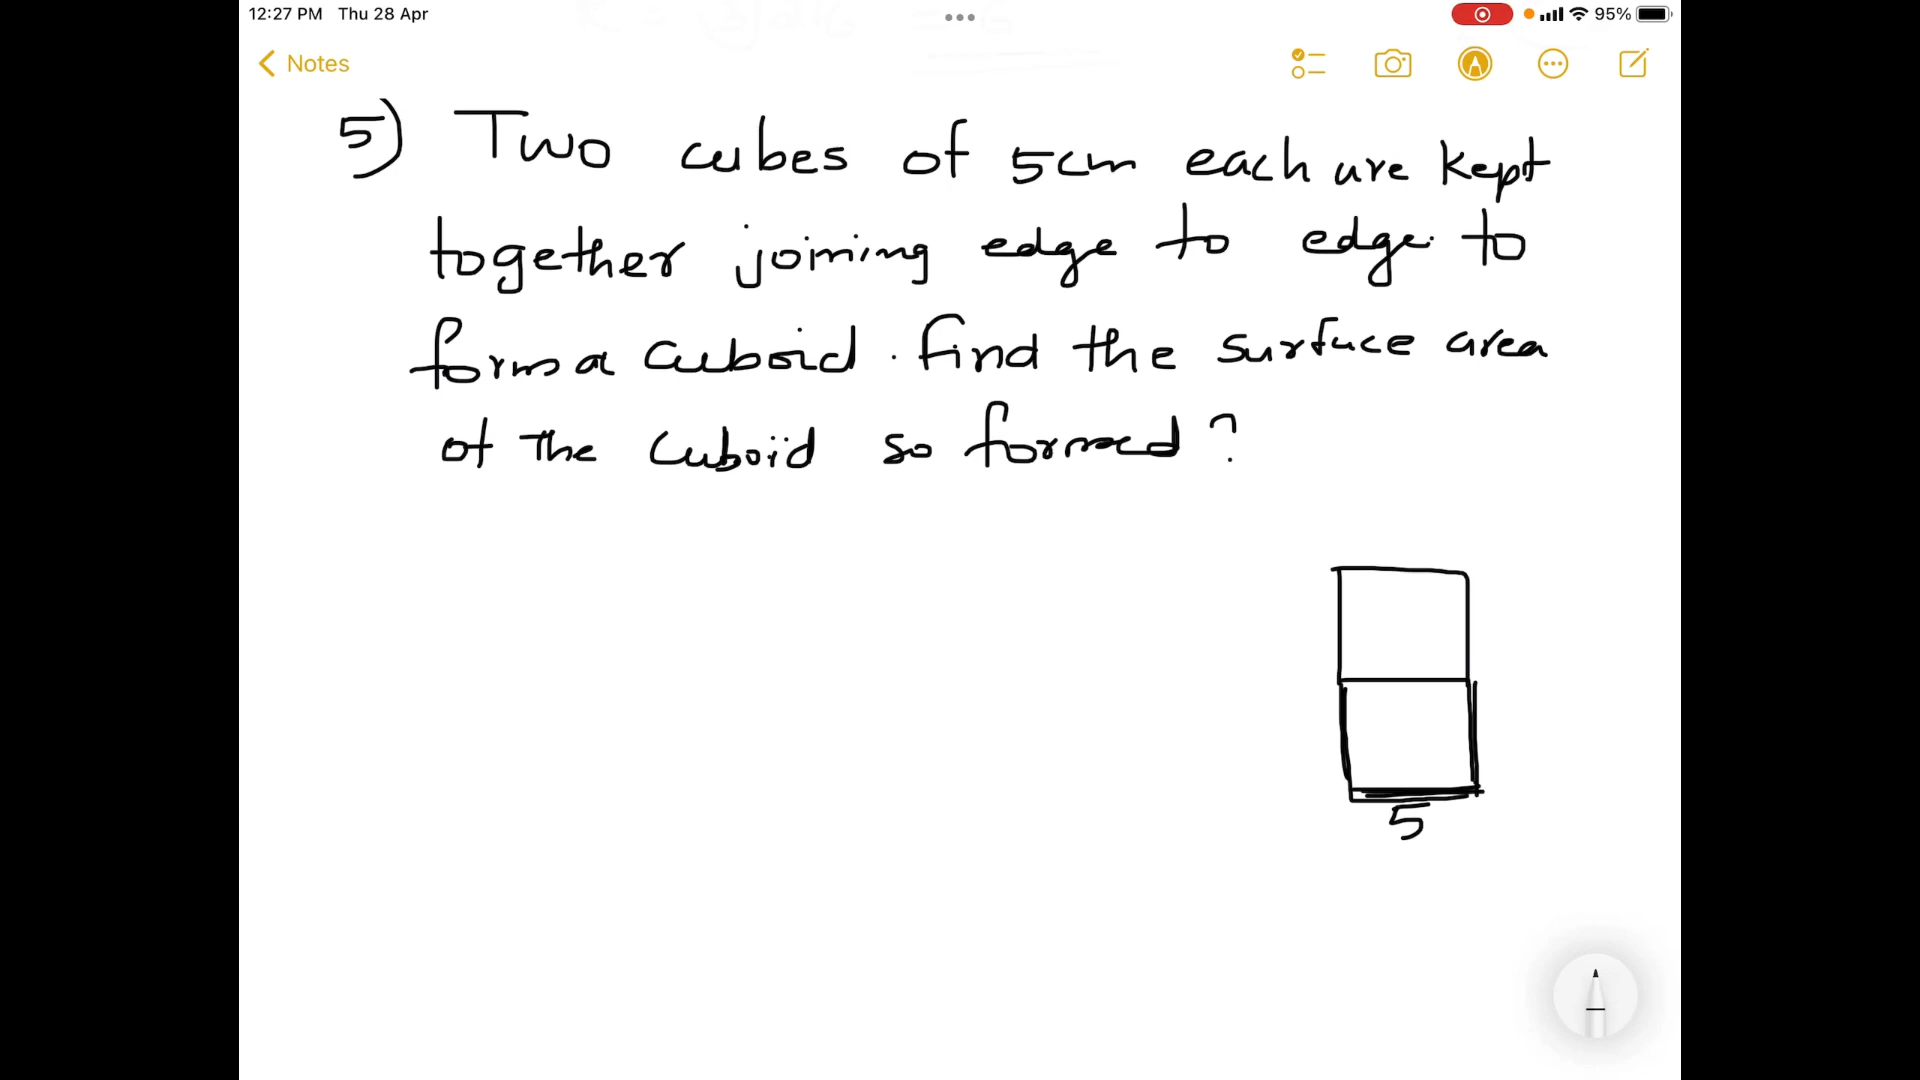 12:27 PM Thu 28 Apr
95%
Notes
5) Two cubes of 5cm each are kept
together joining edge to edge to
form a cuboid. find the surface area
of the cuboid so formed?
5